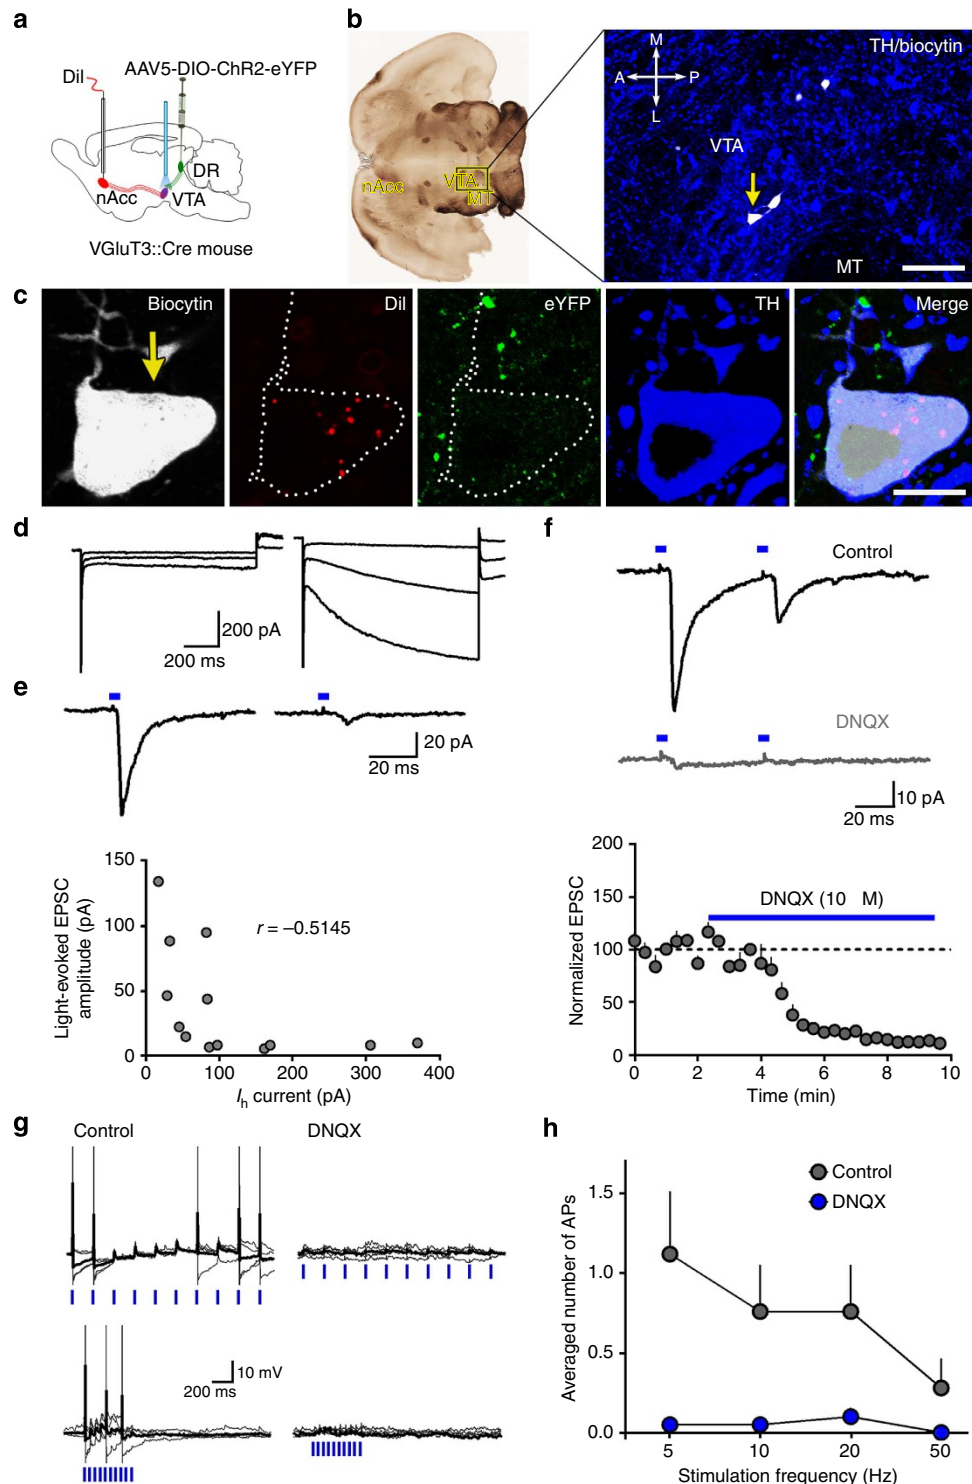 a
DiI
AAV5-DIO-ChR2-eYFP
DR
nAcc
VTA
VGluT3::Cre mouse
b
nAcc
VTA
MT
TH/biocytin
M
A
P
L
VTA
MT
c
Biocytin
DiI
eYFP
TH
Merge
d
200 pA
200 ms
e
20 pA
20 ms
Light-evoked EPSC
amplitude (pA)
150
100
50
0
r = –0.5145
0
100
200
300
400
Ih current (pA)
f
Control
DNQX
10 pA
20 ms
Normalized EPSC
200
150
100
50
0
DNQX (10 M)
0
2
4
6
8
10
Time (min)
g
Control
DNQX
10 mV
200 ms
h
Averaged number of APs
1.5
1.0
0.5
0.0
Control
DNQX
5
10
20
50
Stimulation frequency (Hz)